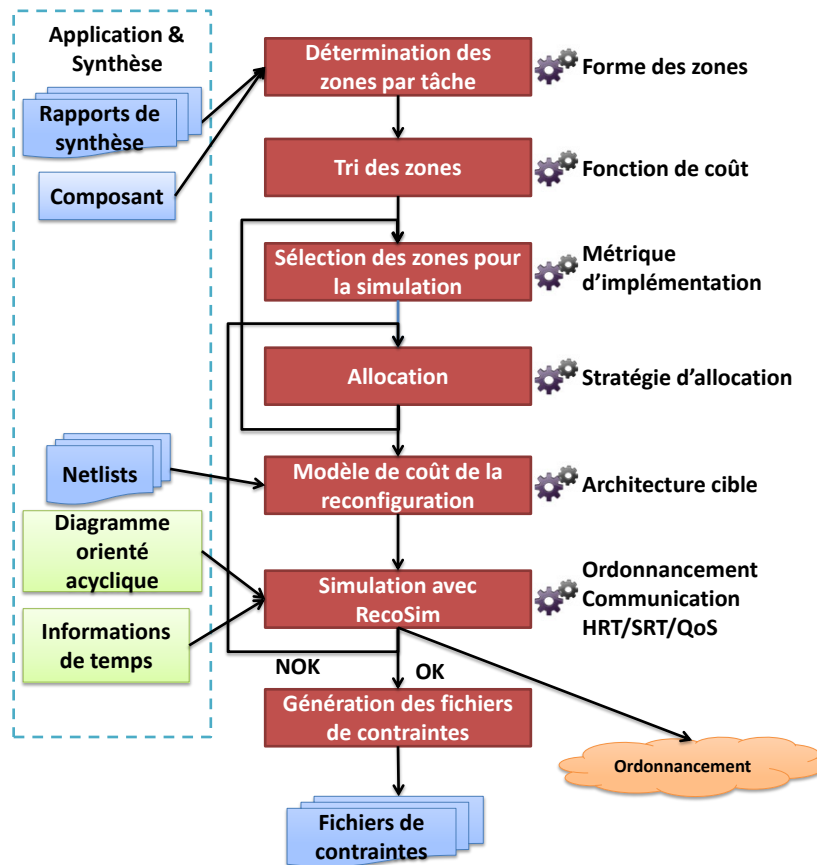 Application &
Synthèse
Rapports de
synthèse
Composant
Détermination des
zones par tâche
Forme des zones
Tri des zones
Fonction de coût
Sélection des zones pour
la simulation
Métrique
d'implémentation
Allocation
Stratégie d'allocation
Netlists
Modèle de coût de la
reconfiguration
Architecture cible
Diagramme
orienté
acyclique
Informations
de temps
Simulation avec
RecoSim
Ordonnancement
Communication
HRT/SRT/QoS
NOK
OK
Génération des fichiers
de contraintes
Ordonnancement
Fichiers de
contraintes